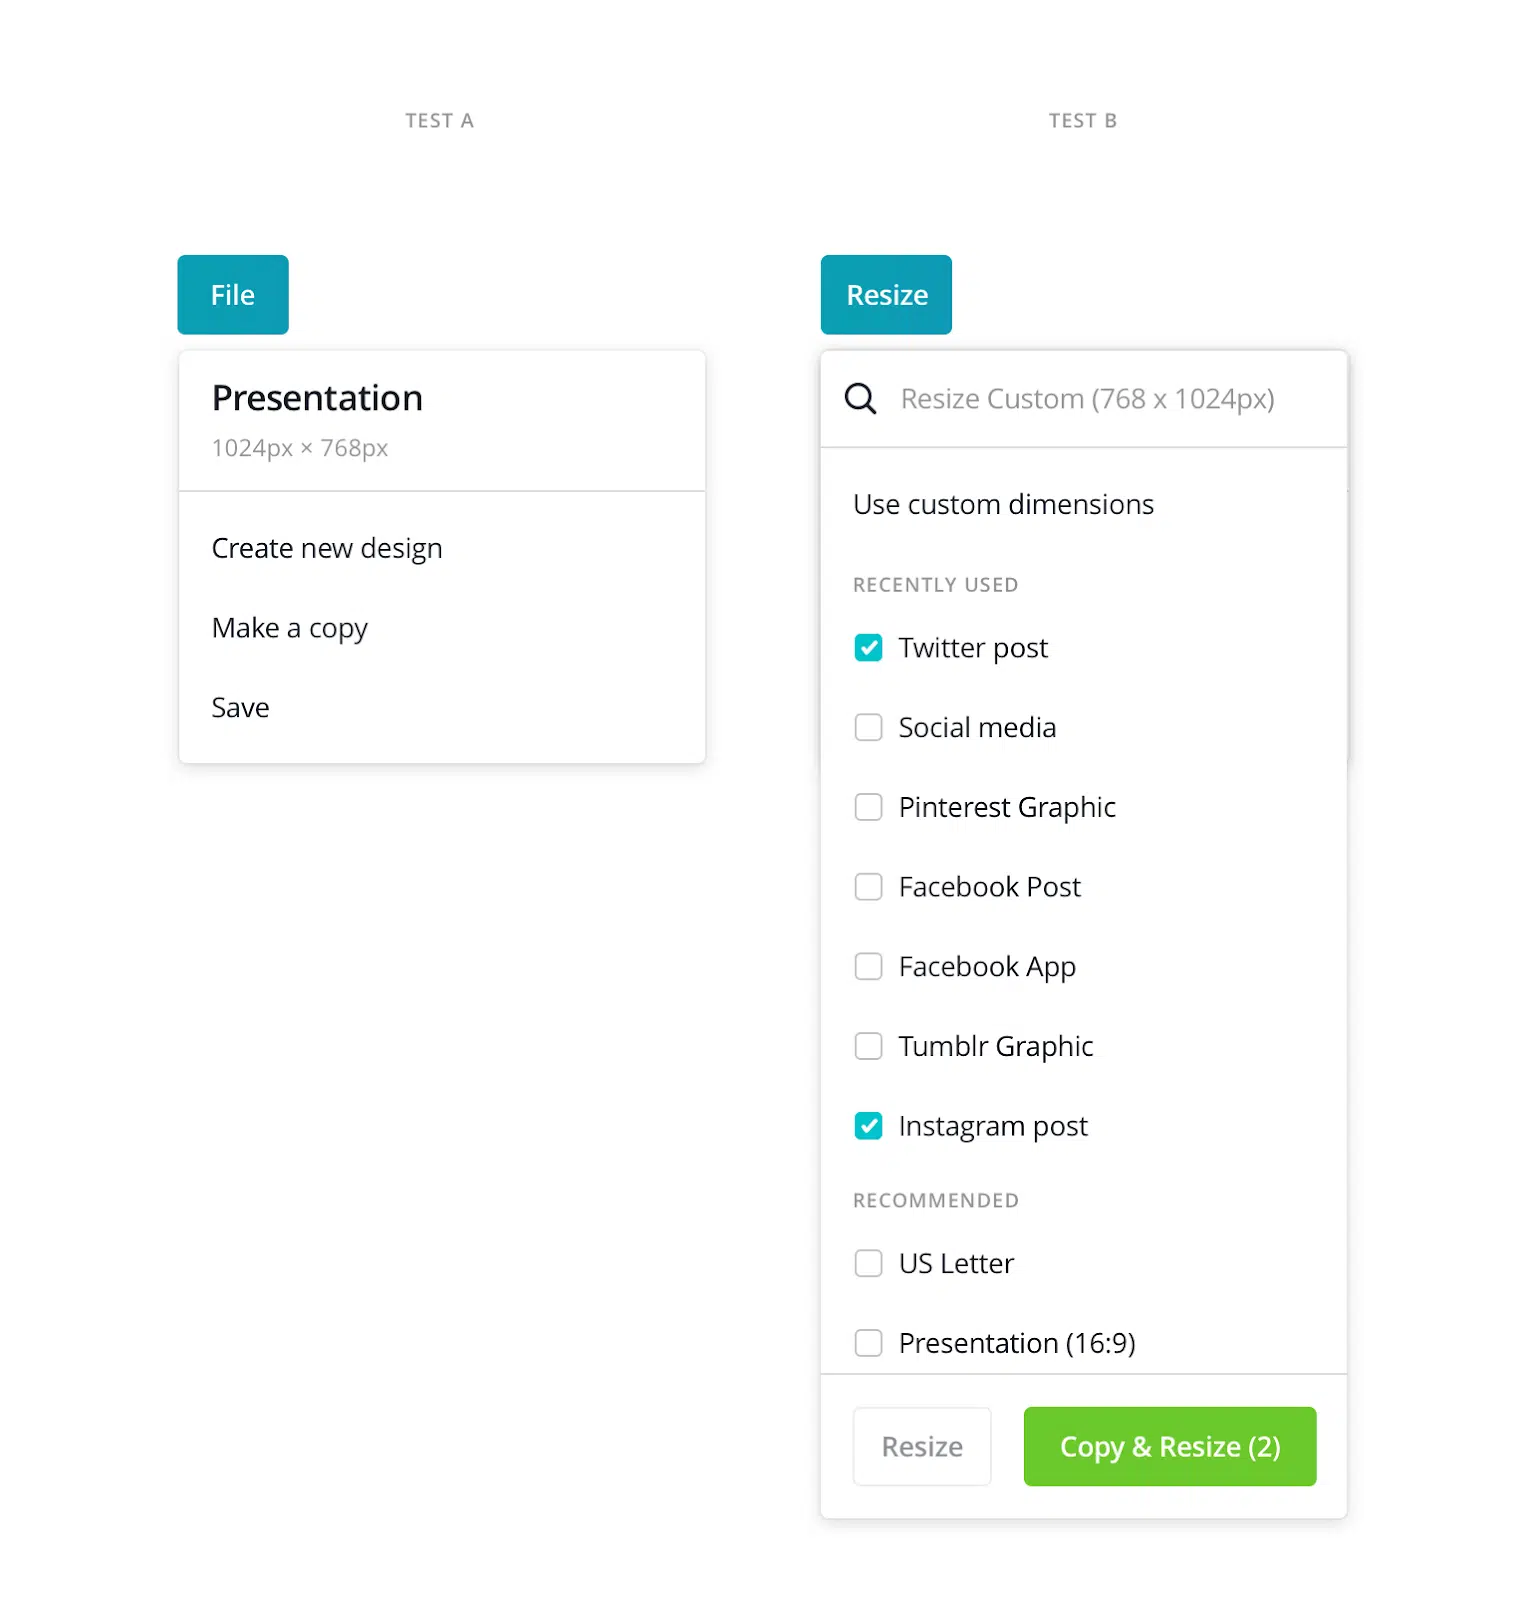 TEST A
File
Presentation
1024px × 768px
Create new design
Make a copy
Save
TEST B
Resize
Resize Custom (768 x 1024px)
Use custom dimensions
RECENTLY USED
Twitter post
Social media
Pinterest Graphic
Facebook Post
Facebook App
Tumblr Graphic
Instagram post
RECOMMENDED
US Letter
Presentation (16:9)
Resize
Copy & Resize (2)